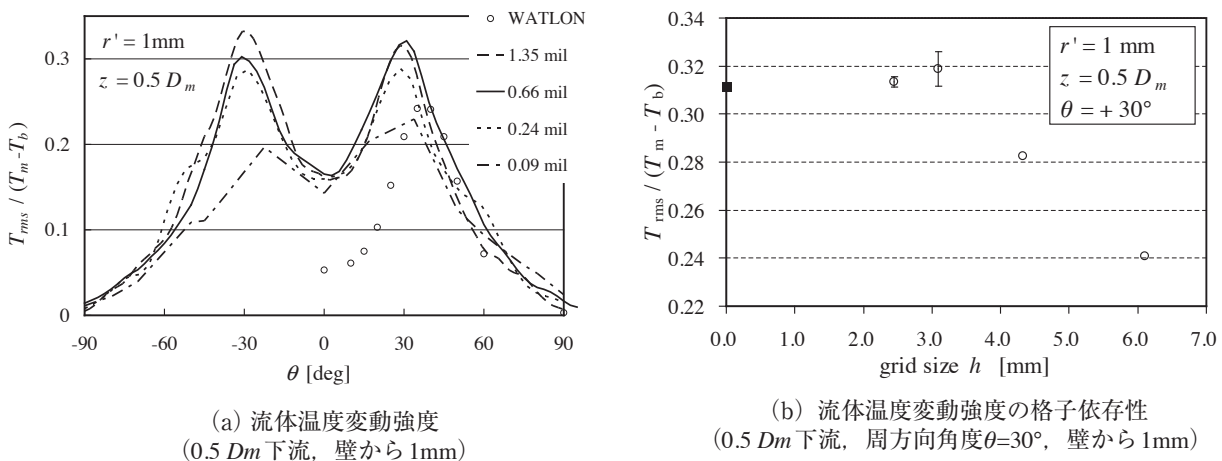 r' = 1mm
z = 0.5 Dm
WATLON
1.35 mil
0.66 mil
0.24 mil
0.09 mil
0.3
0.2
0.1
0
Trms / (Tm-Tb)
-90 -60 -30 0 30 60 90
θ [deg]
(a) 流体温度変動強度
(0.5 Dm下流，壁から1mm)
r' = 1 mm
z = 0.5 Dm
θ = + 30°
0.34
0.32
0.30
0.28
0.26
0.24
0.22
Trms / (Tm - Tb)
0.0 1.0 2.0 3.0 4.0 5.0 6.0 7.0
grid size h [mm]
(b) 流体温度変動強度の格子依存性
(0.5 Dm下流，周方向角度θ=30°，壁から1mm)